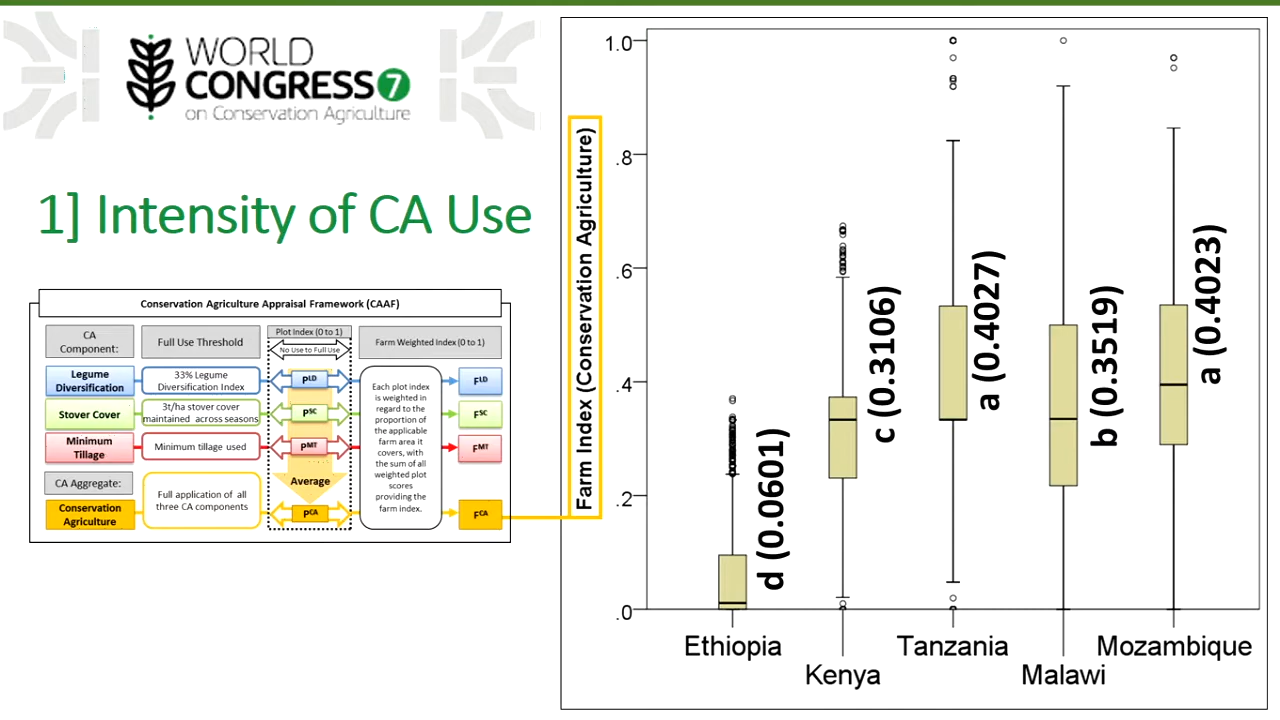 WORLD
CONGRESS 7
on Conservation Agriculture
1] Intensity of CA Use
Conservation Agriculture Appraisal Framework (CAAF)
CA Component:
Full Use Threshold
Plot Index (0 to 1)
No Use to Full Use
Farm Weighted Index (0 to 1)
Legume Diversification
33% Legume Diversification Index
PLD
FLD
Stover Cover
3t/ha stover cover maintained across seasons
PSC
FSC
Minimum Tillage
Minimum tillage used
PMT
FMT
Each plot index
is weighted in
regard to the
proportion of
the applicable
farm area it
covers, with
the sum of all
weighted plot
scores
providing the
farm index.
CA Aggregate:
Average
Conservation Agriculture
Full application of all three CA components
PCA
FCA
Farm Index (Conservation Agriculture)
1.0
.8
.6
.4
.2
.0
d (0.0601)
c (0.3106)
a (0.4027)
b (0.3519)
a (0.4023)
Ethiopia
Kenya
Tanzania
Malawi
Mozambique